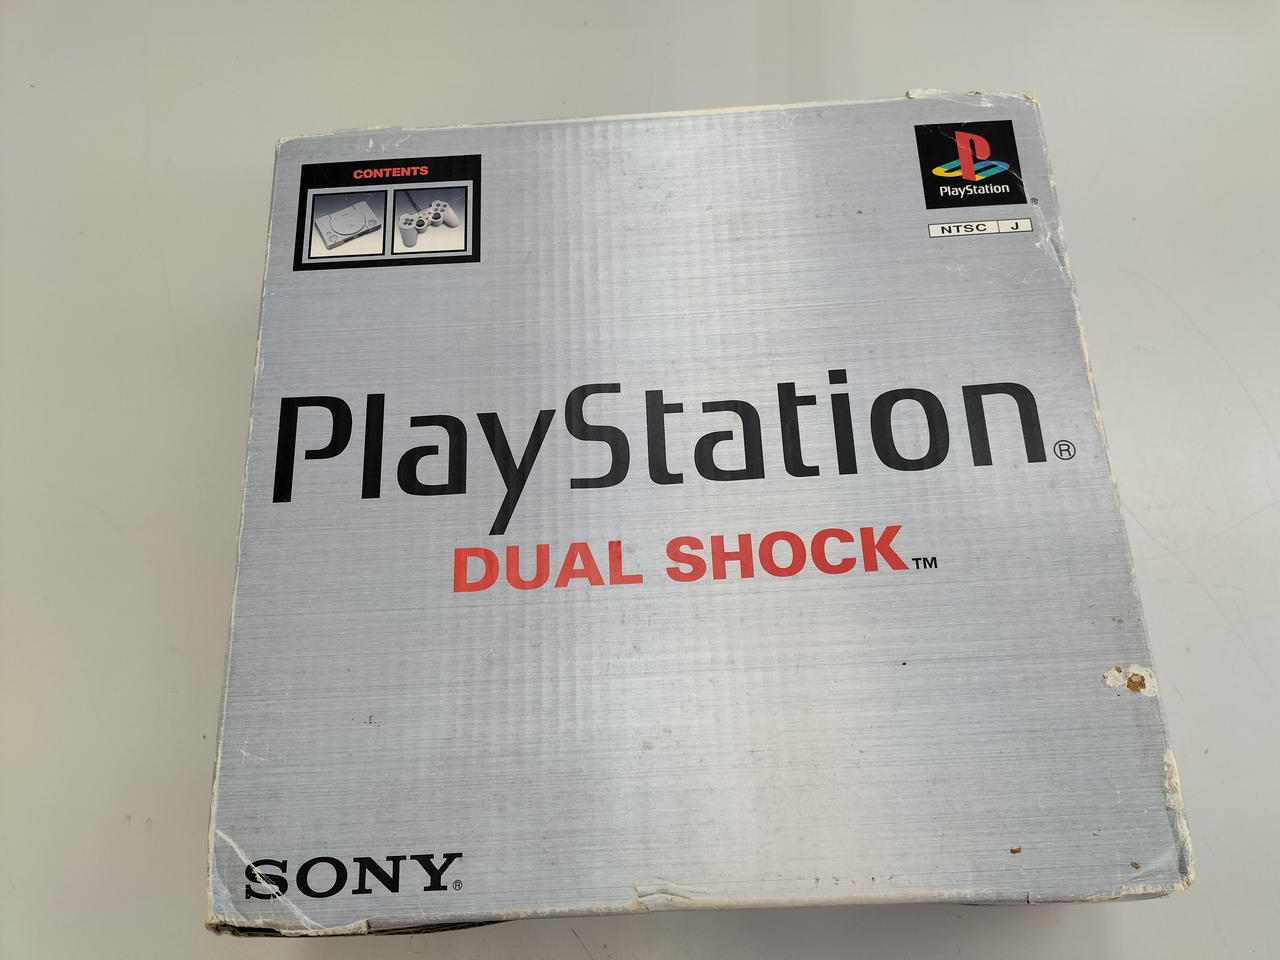 CONTENTS
PlayStation ®
NTSC J
PlayStation®
DUAL SHOCK™
SONY®